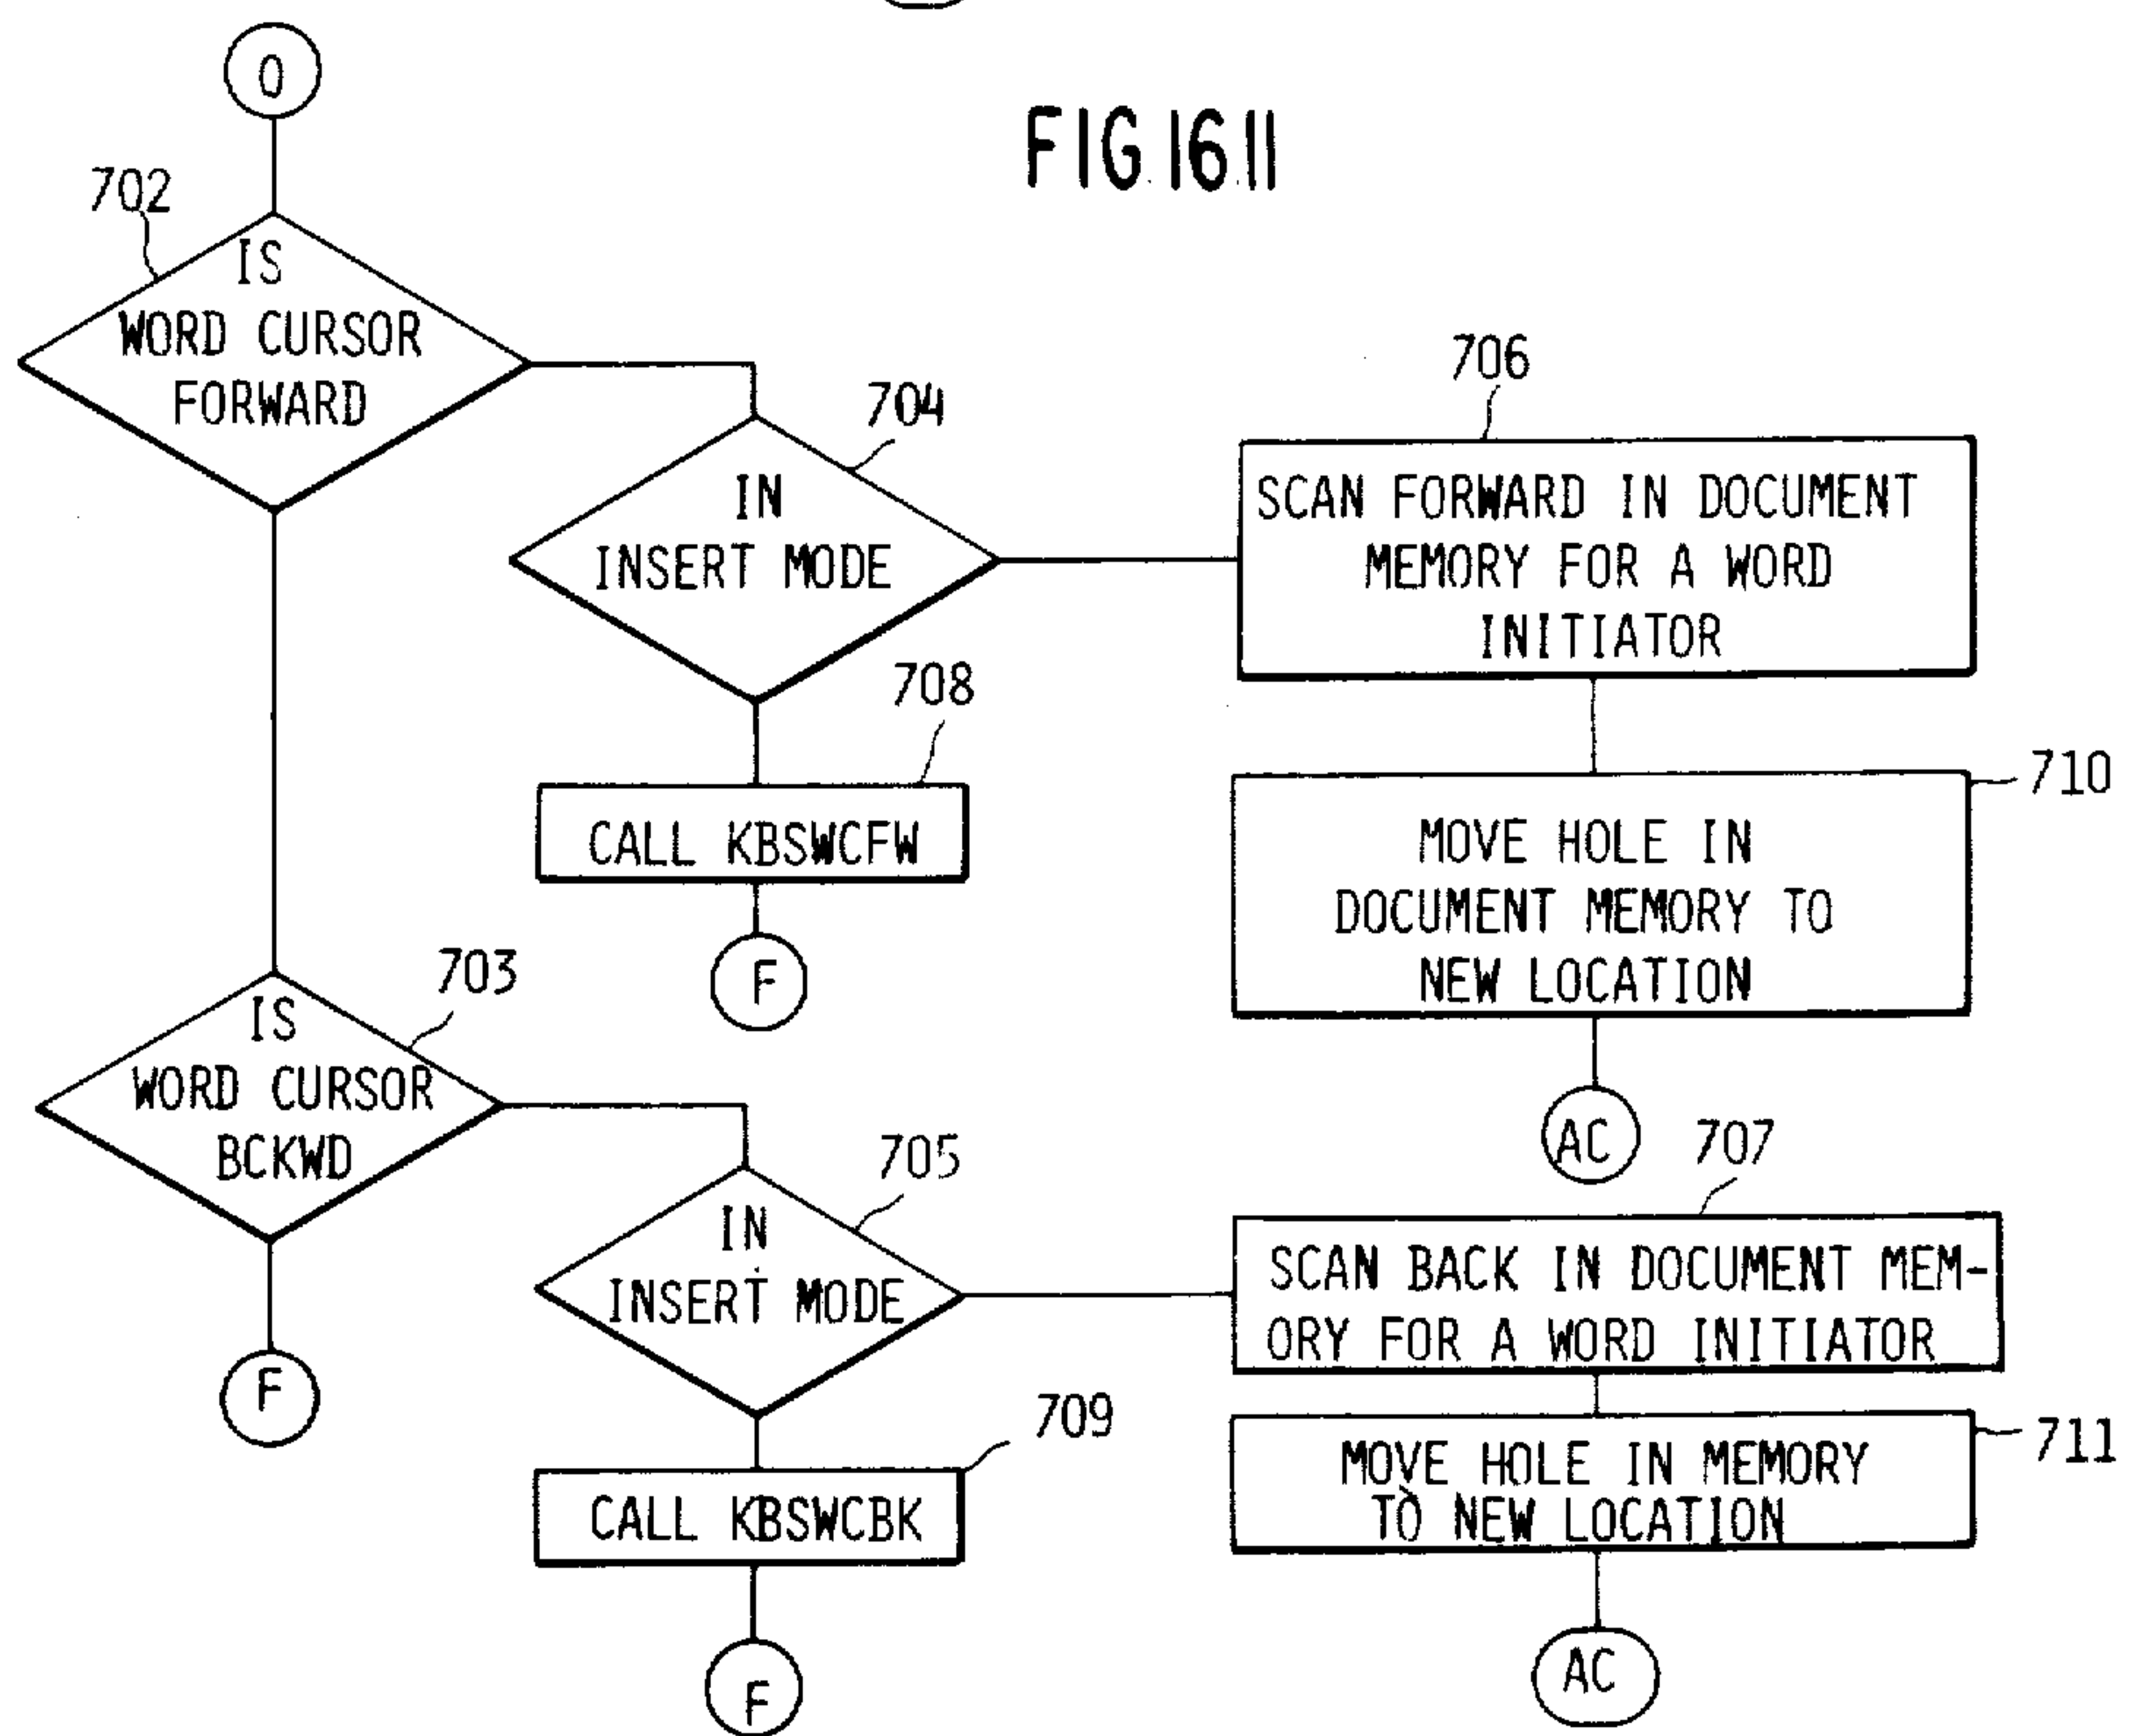 O
FIG.16.11
702
IS
WORD CURSOR
FORWARD
704
IN
INSERT MODE
706
SCAN FORWARD IN DOCUMENT
MEMORY FOR A WORD
INITIATOR
708
CALL KBSWCFW
F
710
MOVE HOLE IN
DOCUMENT MEMORY TO
NEW LOCATION
AC
703
IS
WORD CURSOR
BCKWD
F
705
IN
INSERT MODE
707
SCAN BACK IN DOCUMENT MEM-
ORY FOR A WORD INITIATOR
709
CALL KBSWCBK
F
711
MOVE HOLE IN MEMORY
TO NEW LOCATION
AC